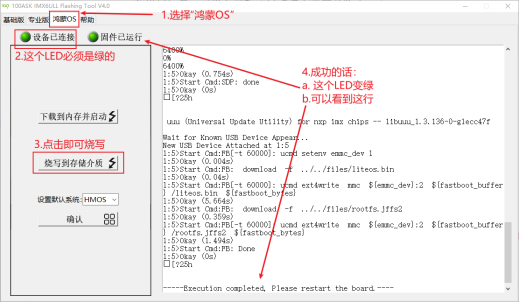 100ASK IMX6ULL Flashing Tool V4.0
基础版 专业版 鸿蒙OS 帮助
1.选择“鸿蒙OS”
设备已连接
固件已运行
2.这个LED必须是绿的
下载到内存并启动
3.点击即可烧写
烧写到存储介质
设置默认系统: HMOS
确认
4.成功的话:
a. 这个LED变绿
b.可以看到这行
6400%
0%
6400%
1:5>Okay (0.754s)
1:5>Start Cmd:SDP: done
1:5>Okay (0s)
□[?25h
uuu (Universal Update Utility) for nxp imx chips -- libuuu_1.3.136-0-g1ecc47f
Wait for Known USB Device Appear...
New USB Device Attached at 1:5
1:5>Start Cmd:FB[-t 60000]: ucmd setenv emmc_dev 1
1:5>Okay (0.004s)
1:5>Start Cmd:FB: download -f ../../files/liteos.bin
1:5>Okay (0.04s)
1:5>Start Cmd:FB[-t 60000]: ucmd ext4write mmc ${emmc_dev}:2 ${fastboot_buffer
} /liteos.bin ${fastboot_bytes}
1:5>Okay (5.664s)
1:5>Start Cmd:FB: download -f ../../files/rootfs.jffs2
1:5>Okay (0.359s)
1:5>Start Cmd:FB[-t 60000]: ucmd ext4write mmc ${emmc_dev}:2 ${fastboot_buffer
} /rootfs.jffs2 ${fastboot_bytes}
1:5>Okay (1.494s)
1:5>Start Cmd:FB: Done
1:5>Okay (0s)
□[?25h
-----Execution completed, Please restart the board.----